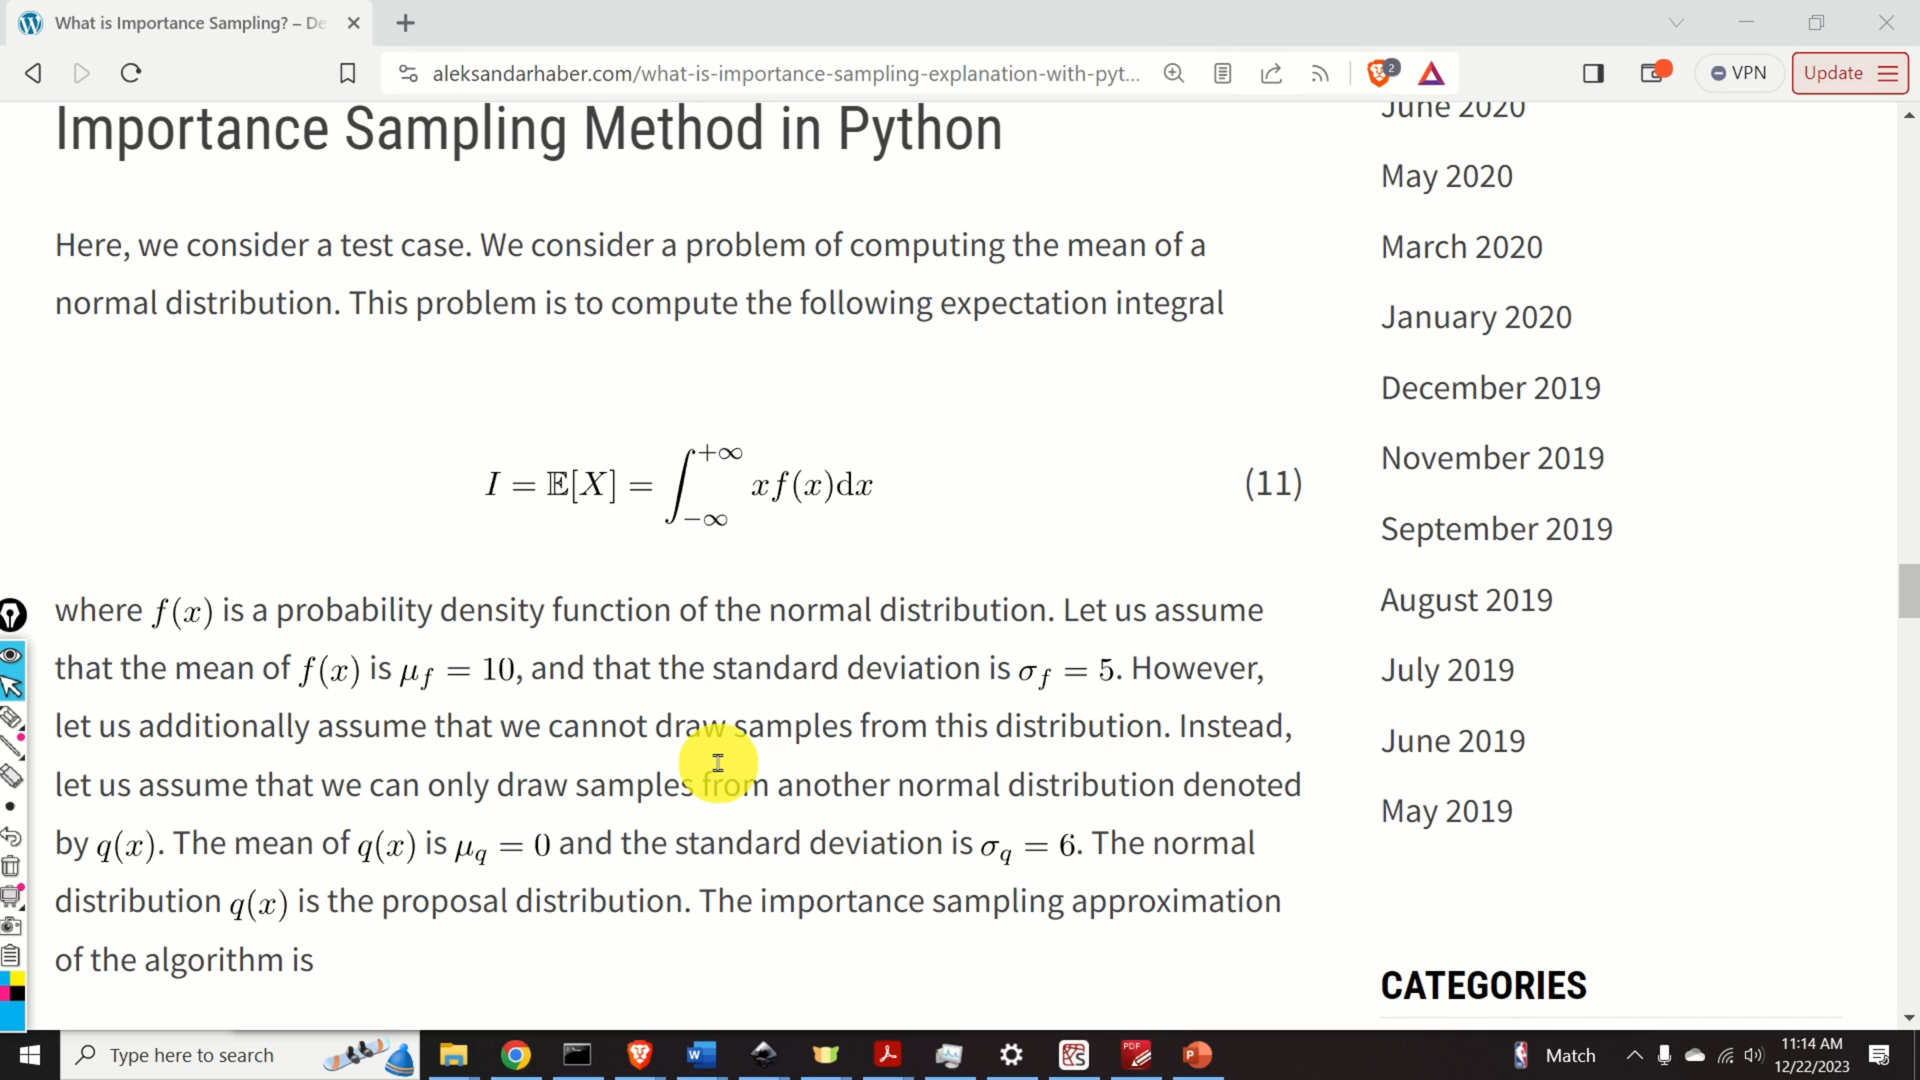 What is Importance Sampling? – De
aleksandarhaber.com/what-is-importance-sampling-explanation-with-pyt...
2
VPN
Update
Importance Sampling Method in Python
Here, we consider a test case. We consider a problem of computing the mean of a
normal distribution. This problem is to compute the following expectation integral
I = 𝔼[X] = ∫_{-∞}^{+∞} x f(x)dx (11)
where f(x) is a probability density function of the normal distribution. Let us assume
that the mean of f(x) is μ_f = 10, and that the standard deviation is σ_f = 5. However,
let us additionally assume that we cannot draw samples from this distribution. Instead,
let us assume that we can only draw samples from another normal distribution denoted
by q(x). The mean of q(x) is μ_q = 0 and the standard deviation is σ_q = 6. The normal
distribution q(x) is the proposal distribution. The importance sampling approximation
of the algorithm is
June 2020
May 2020
March 2020
January 2020
December 2019
November 2019
September 2019
August 2019
July 2019
June 2019
May 2019
CATEGORIES
Type here to search
PDF
Match
11:14 AM
12/22/2023